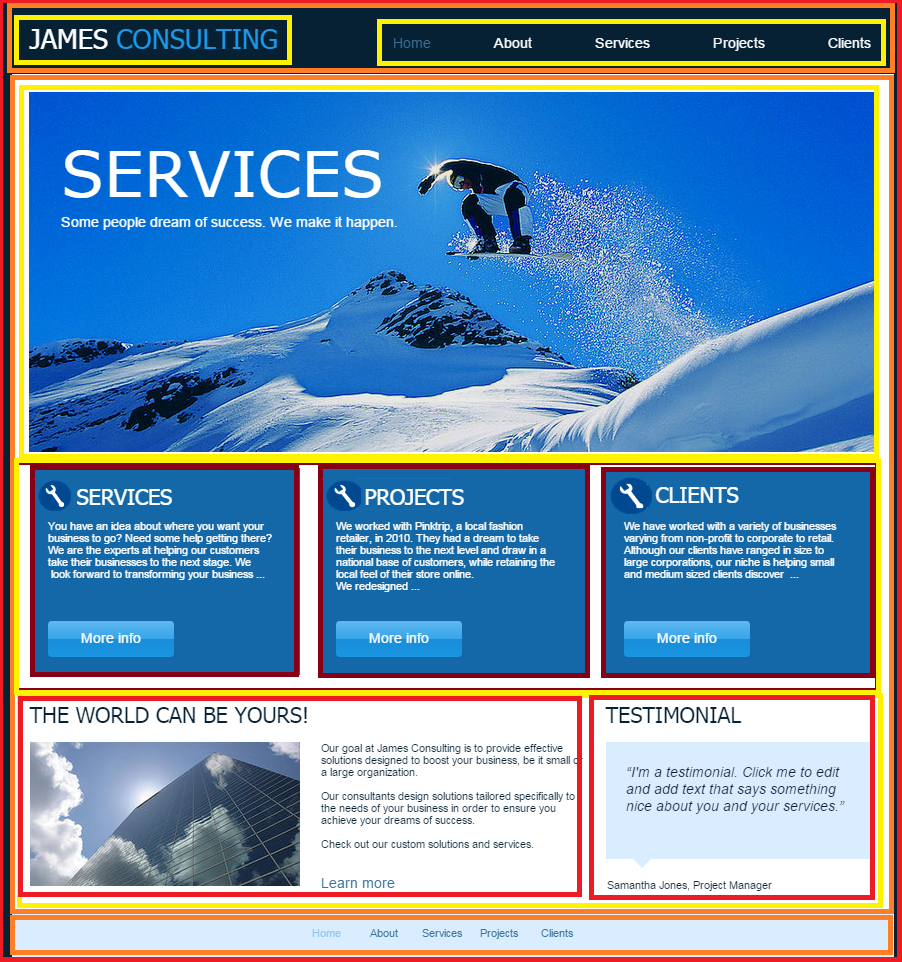 JAMES CONSULTING
Home About Services Projects Clients
SERVICES
Some people dream of success. We make it happen.
SERVICES
You have an idea about where you want your
business to go? Need some help getting there?
We are the experts at helping our customers
take their businesses to the next stage. We
look forward to transforming your business ...
More info
PROJECTS
We worked with Pinktrip, a local fashion
retailer, in 2010. They had a dream to take
their business to the next level and draw in a
national base of customers, while retaining the
local feel of their store online.
We redesigned ...
More info
CLIENTS
We have worked with a variety of businesses
varying from non-profit to corporate to retail.
Although our clients have ranged in size to
large corporations, our niche is helping small
and medium sized clients discover ...
More info
THE WORLD CAN BE YOURS!
Our goal at James Consulting is to provide effective
solutions designed to boost your business, be it small or
a large organization.
Our consultants design solutions tailored specifically to
the needs of your business in order to ensure you
achieve your dreams of success.
Check out our custom solutions and services.
Learn more
TESTIMONIAL
“I'm a testimonial. Click me to edit
and add text that says something
nice about you and your services.”
Samantha Jones, Project Manager
Home About Services Projects Clients